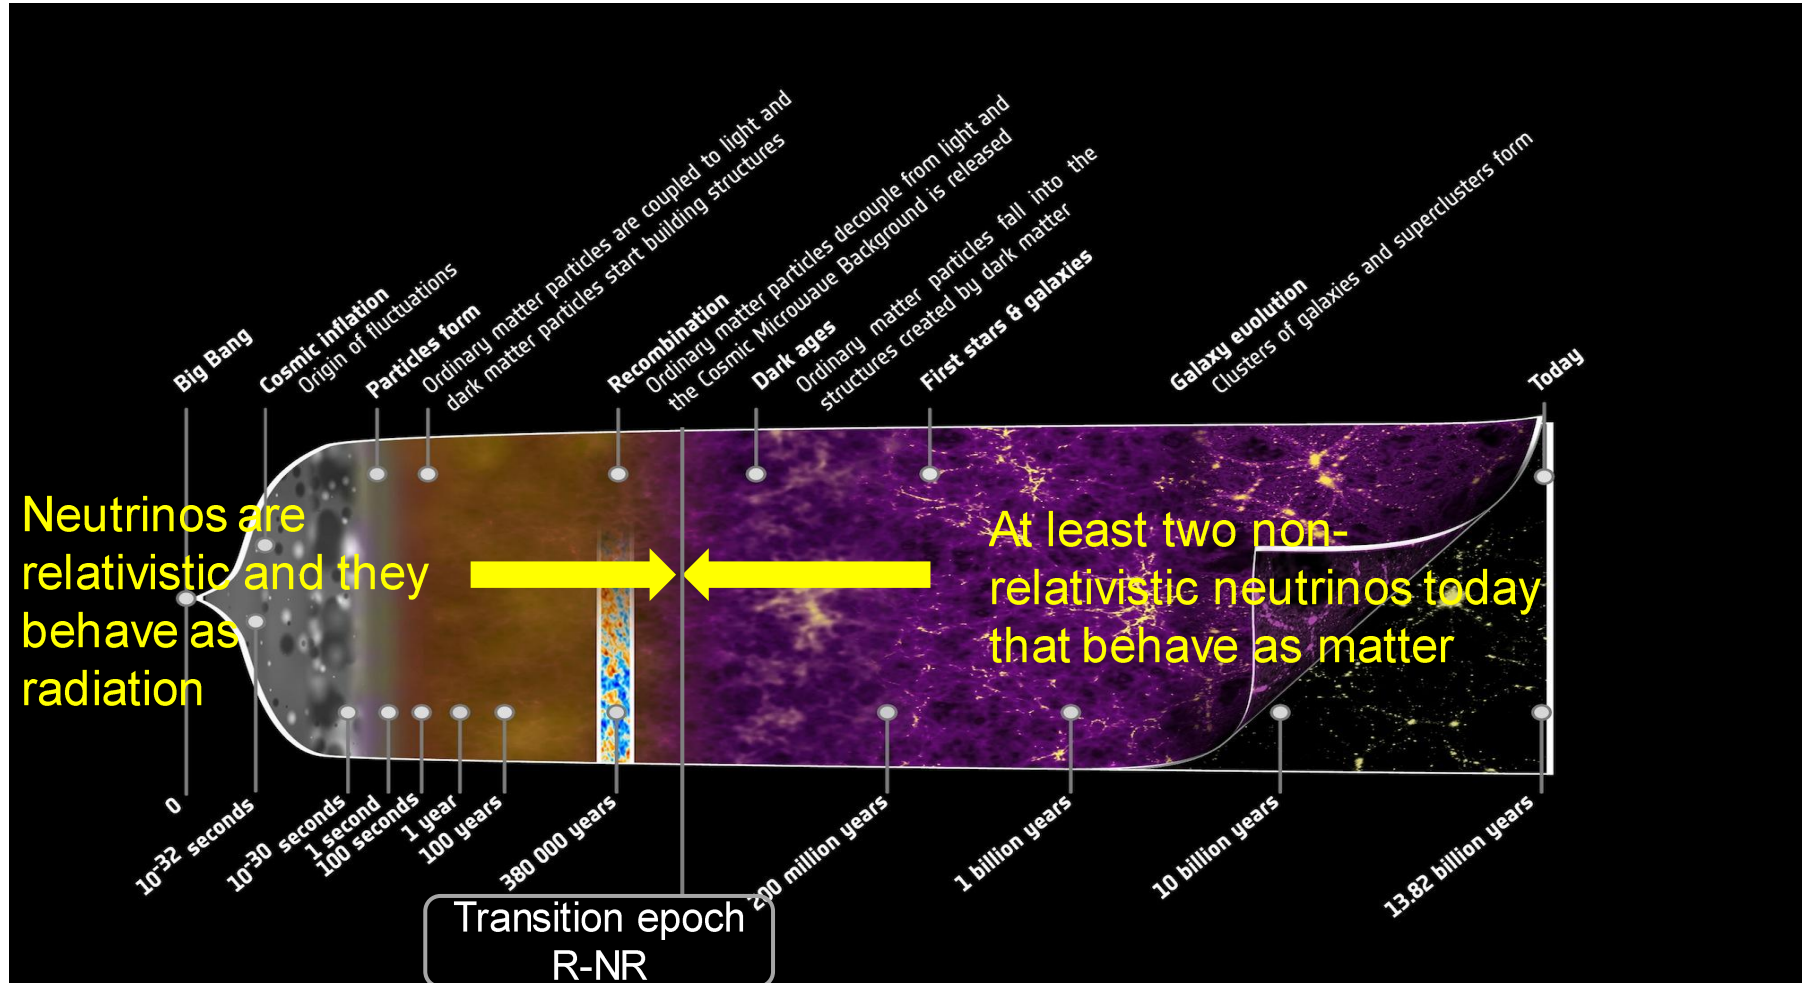 Big Bang
Cosmic inflation
Origin of fluctuations
Particles form
Ordinary matter particles are coupled to light and
dark matter particles start building structures
Recombination
Ordinary matter particles decouple from light and
the Cosmic Microwave Background is released
Dark ages
Ordinary matter particles fall into the
structures created by dark matter
First stars & galaxies
Galaxy evolution
Clusters of galaxies and superclusters form
Today
Neutrinos are
relativistic and they
behave as
radiation
At least two non-
relativistic neutrinos today
that behave as matter
0
10-32 seconds
10-30 seconds
1 second
100 seconds
1 year
100 years
380 000 years
200 million years
1 billion years
10 billion years
13.82 billion years
Transition epoch
R-NR